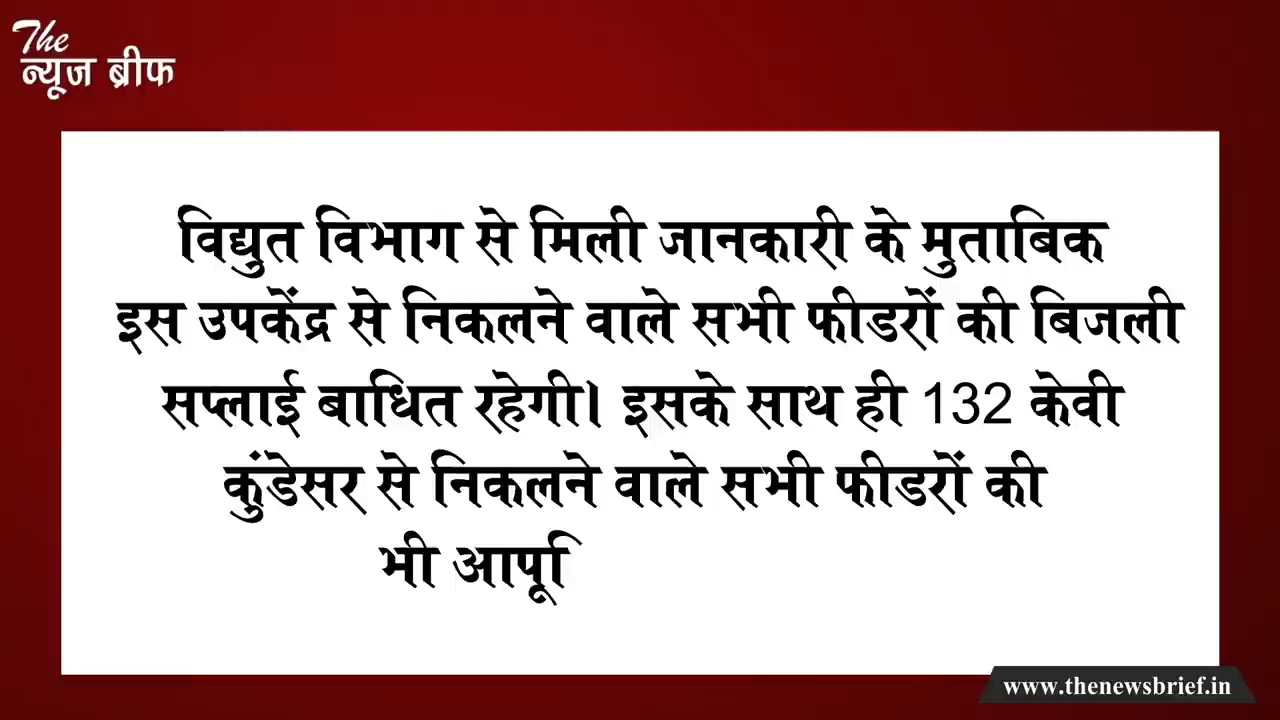 The
न्यूज ब्रीफ
विद्युत विभाग से मिली जानकारी के मुताबिक
इस उपकेंद्र से निकलने वाले सभी फीडरों की बिजली
सप्लाई बाधित रहेगी। इसके साथ ही 132 केवी
कुंडेसर से निकलने वाले सभी फीडरों की
भी आपूि
www.thenewsbrief.in